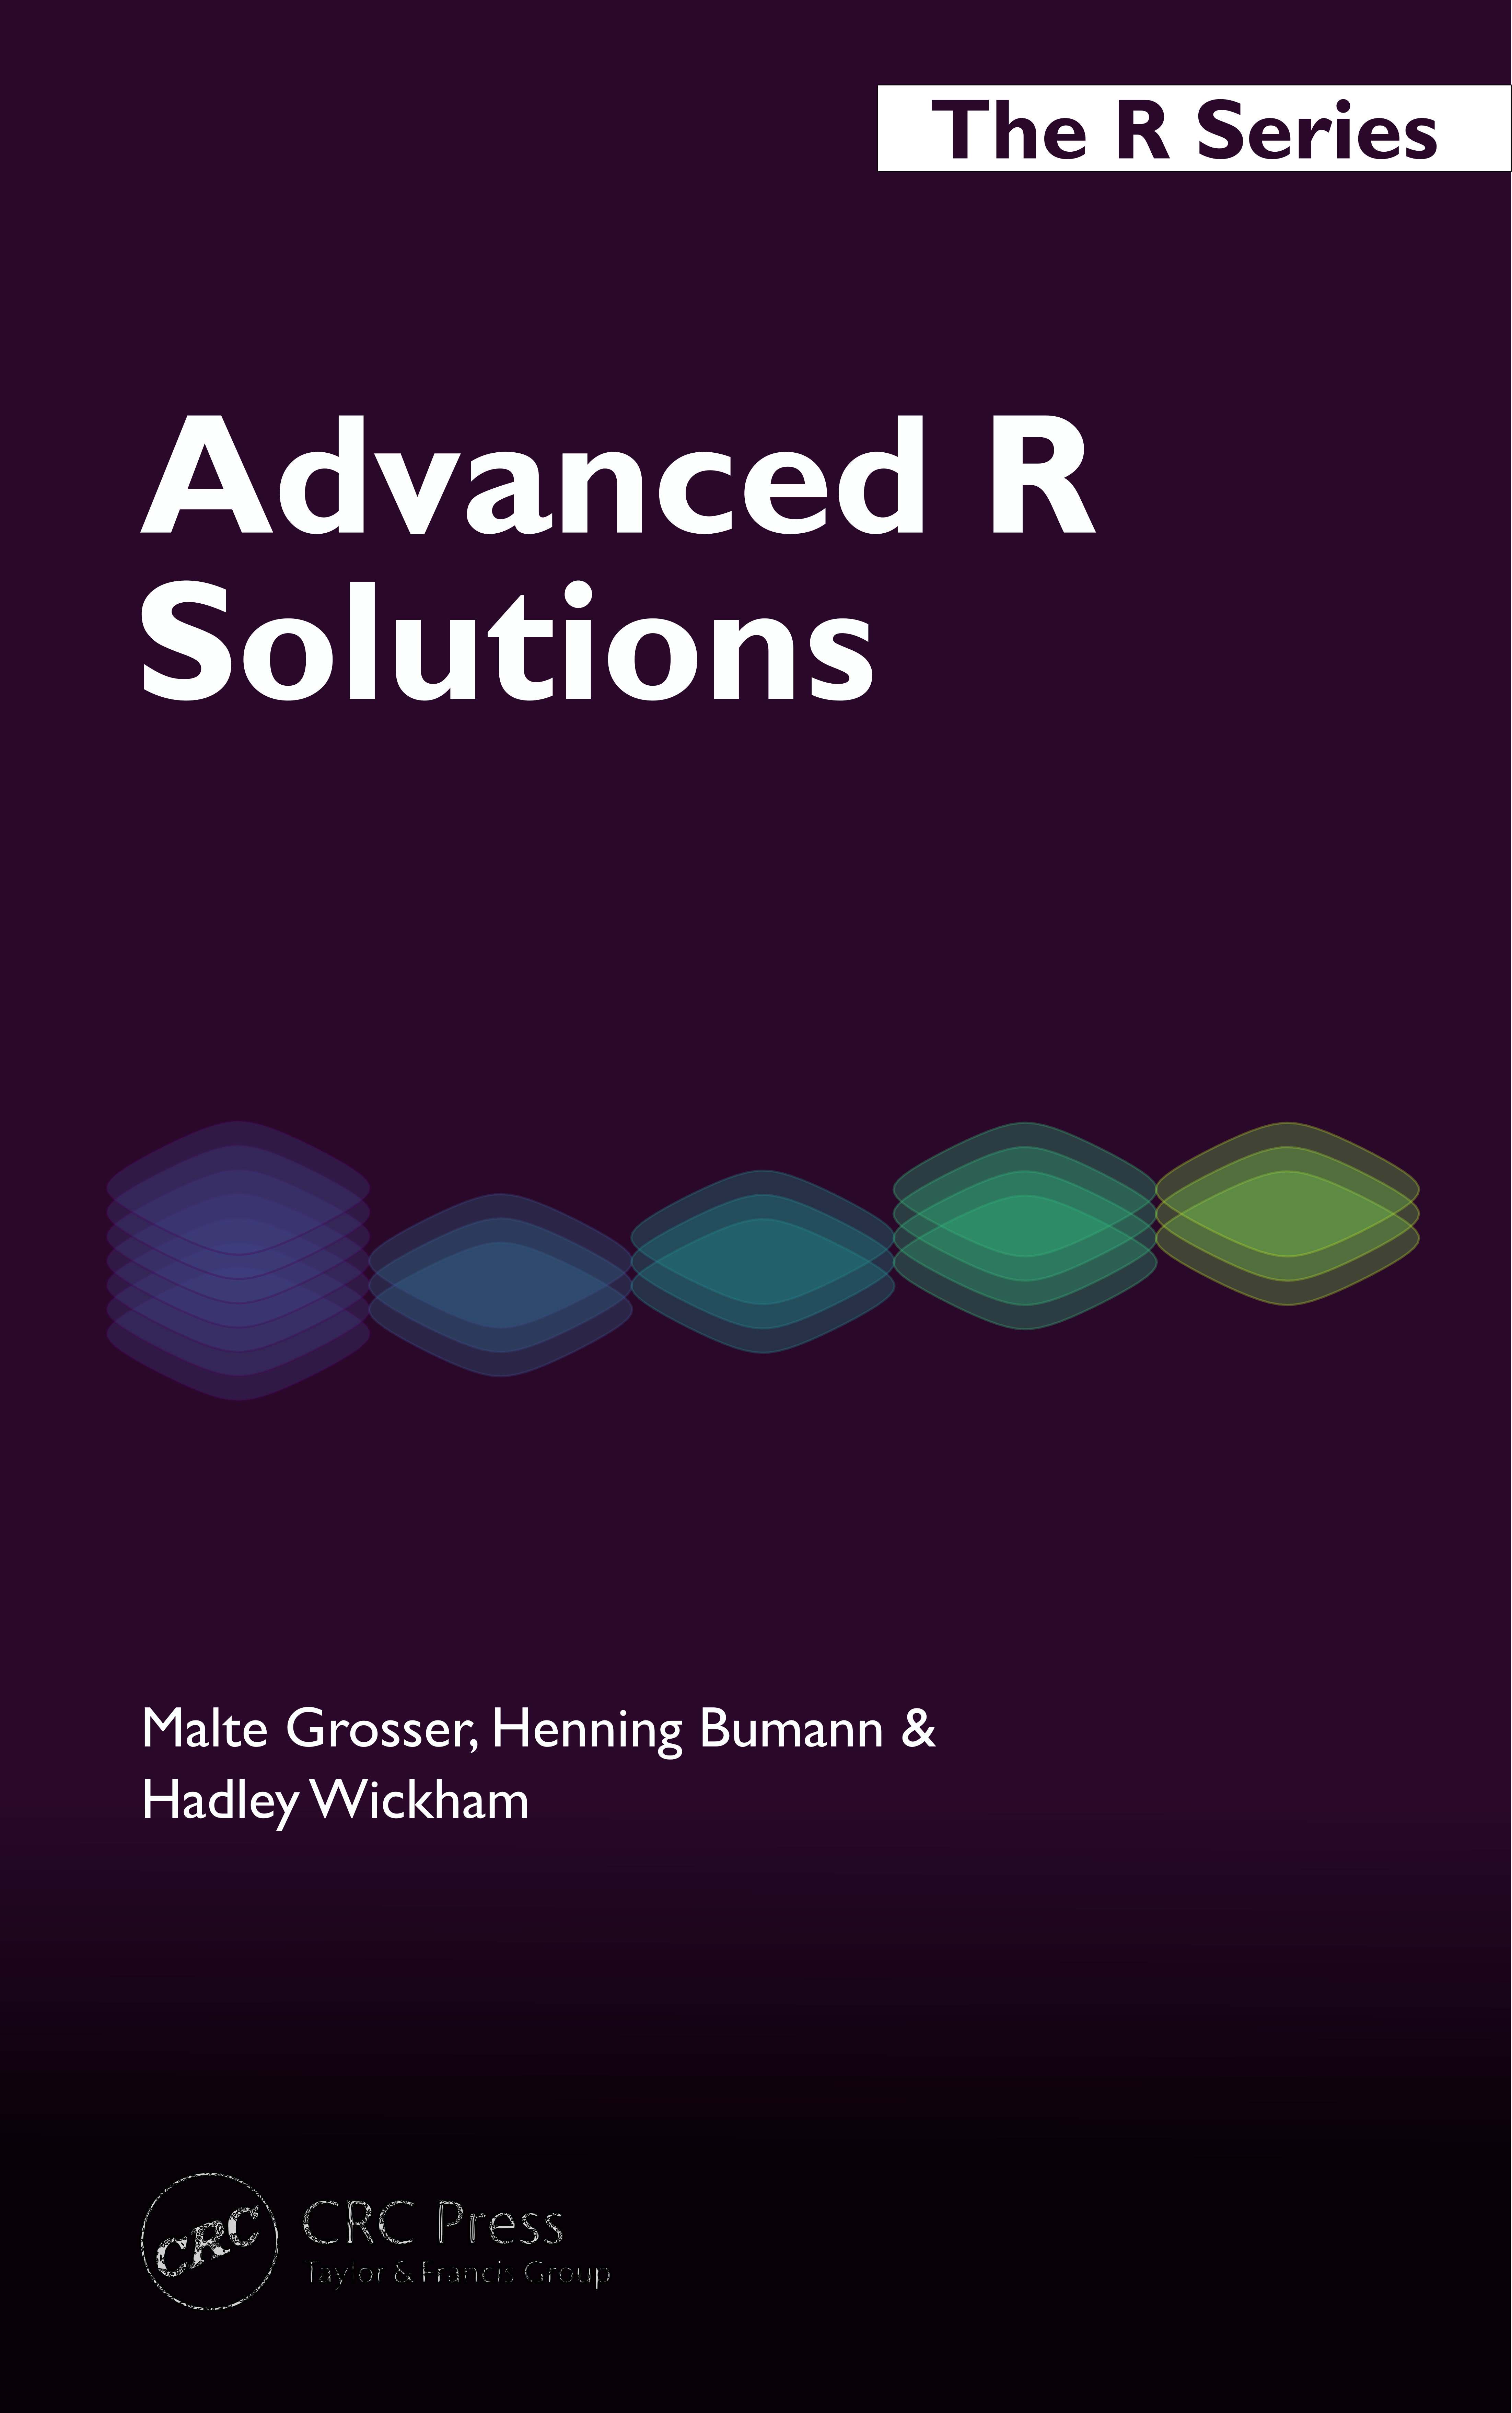 The R Series
Advanced R
Solutions
Malte Grosser, Henning Bumann &
Hadley Wickham
CRC
CRC Press
Taylor & Francis Group